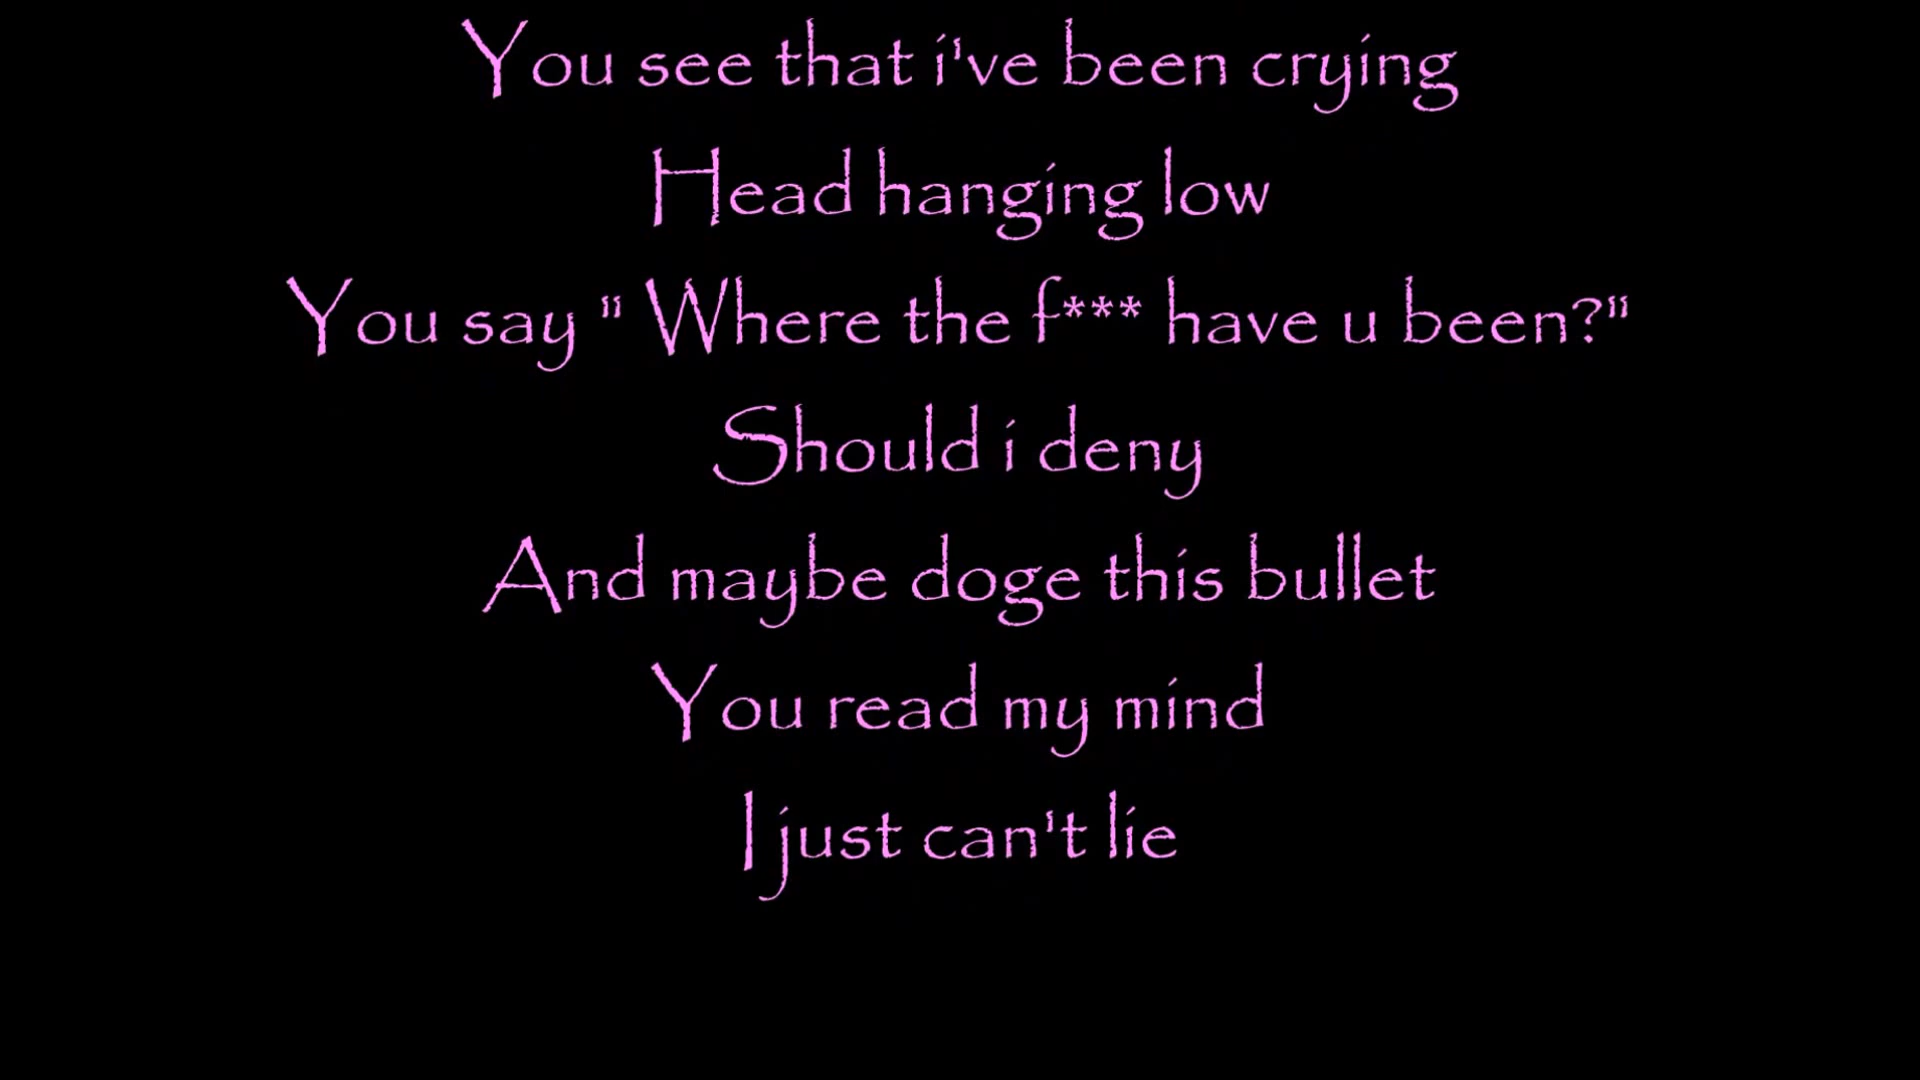 You see that i've been crying
Head hanging low
You say " Where the f*** have u been?"
Should i deny
And maybe doge this bullet
You read my mind
I just can't lie